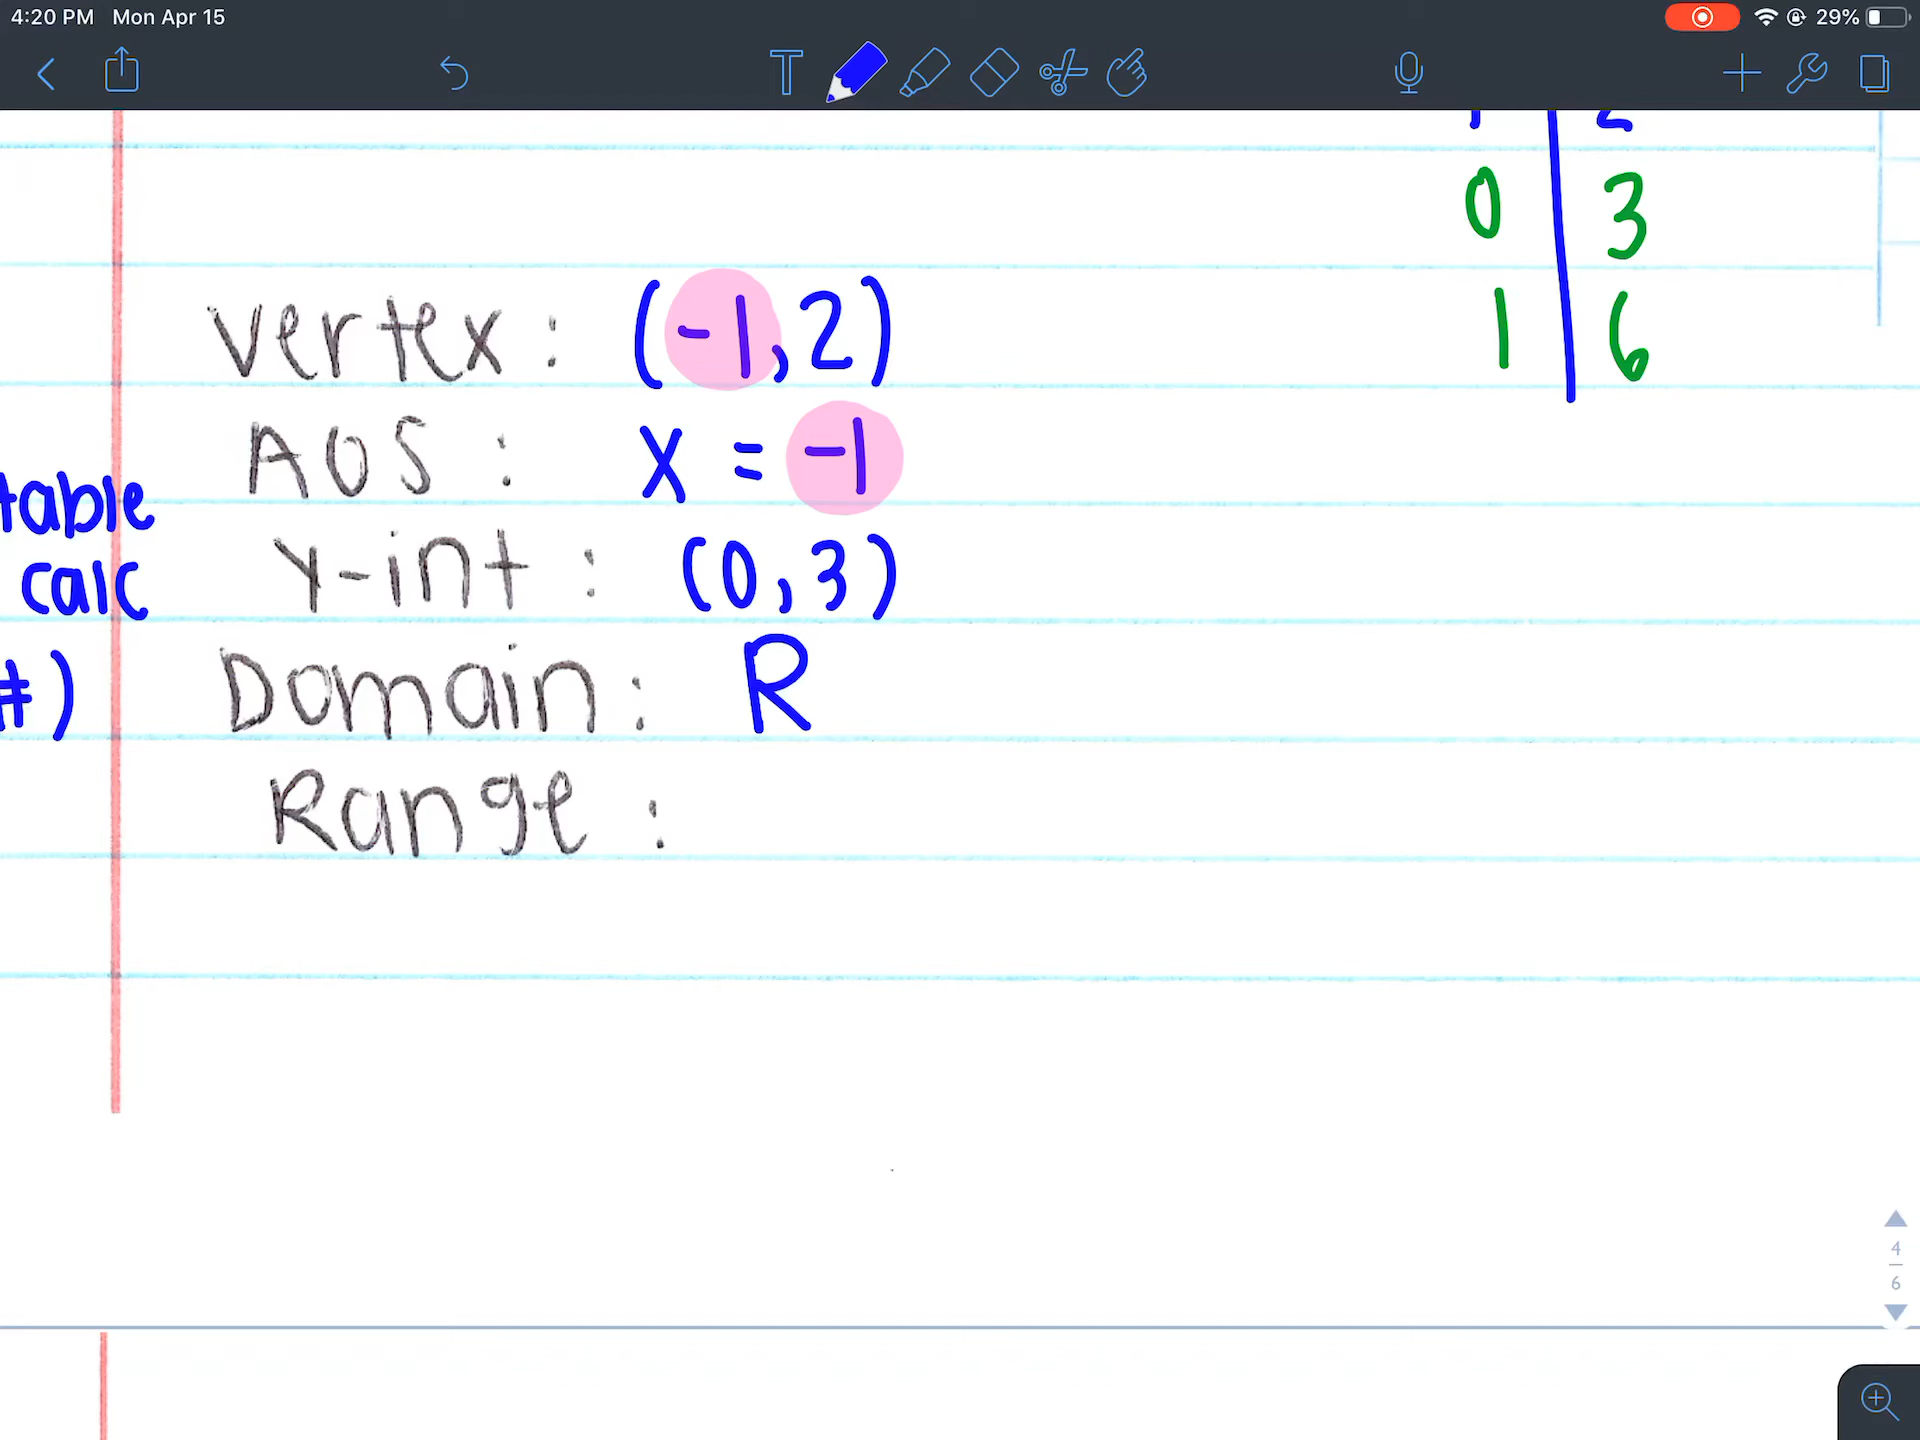 4:20 PM Mon Apr 15 29%
T
0 3
vertex: (-1,2)
1 6
AOS: x = -1
table
Y-int: (0,3)
calc
Domain: R
#)
Range:
4
6